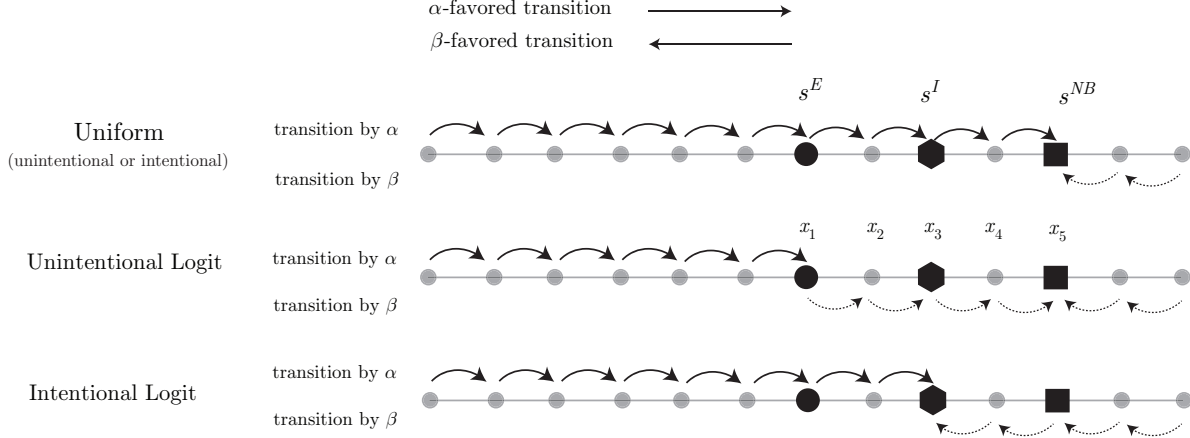 α-favored transition
β-favored transition
s^E s^I s^NB
Uniform
(unintentional or intentional)
transition by α
transition by β
x_1 x_2 x_3 x_4 x_5
Unintentional Logit
transition by α
transition by β
Intentional Logit
transition by α
transition by β